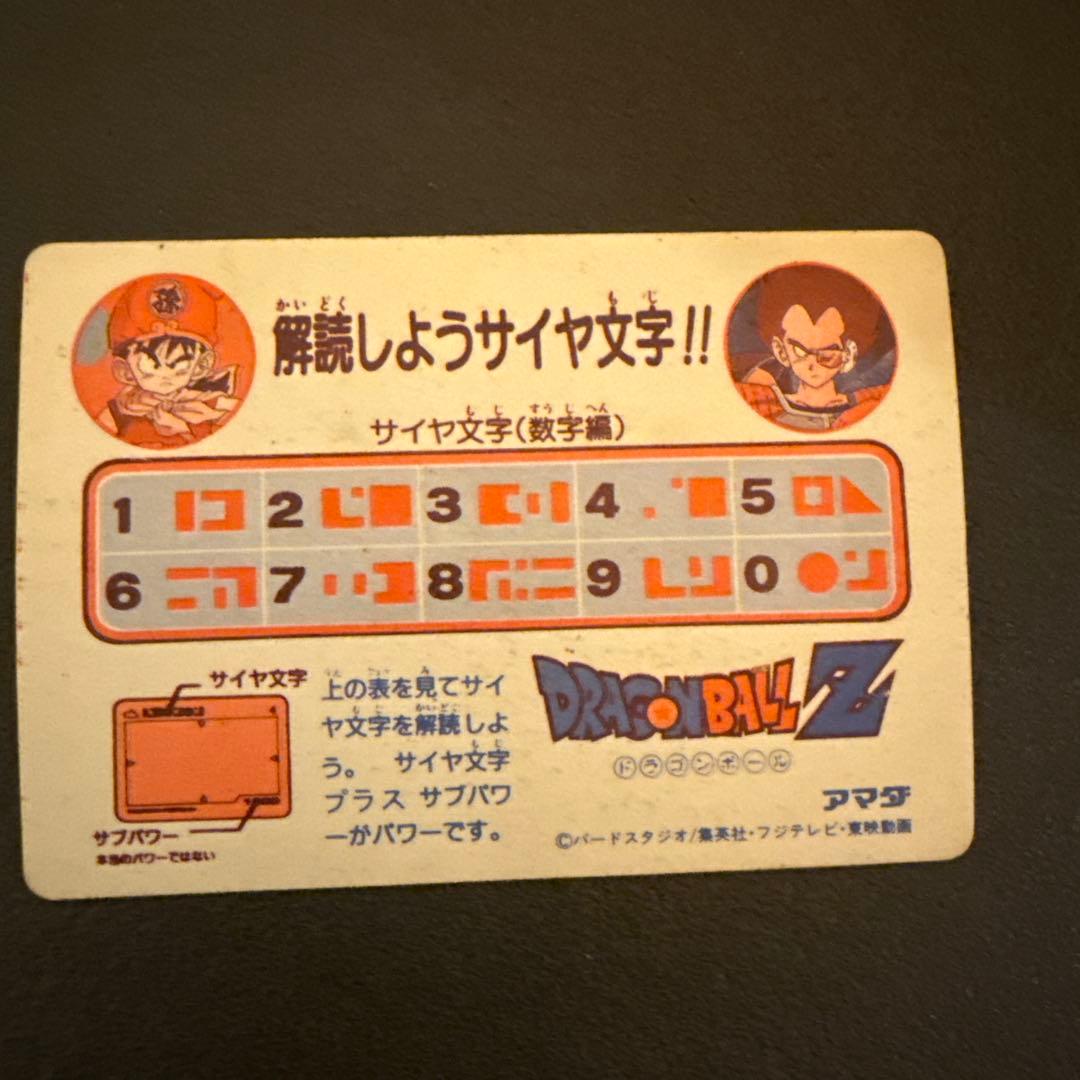 孫
解読しようサイヤ文字!!
サイヤ文字(数字編)
1 2 3 4 5
6 7 8 9 0
サイヤ文字
サブパワー
本当のパワーではない
上の表を見てサイ
ヤ文字を解読しよ
う。 サイヤ文字
プラス サブパワ
ーがパワーです。
DRAGONBALL Z
ドラゴンボール
アマダ
©バードスタジオ/集英社・フジテレビ・東映動画